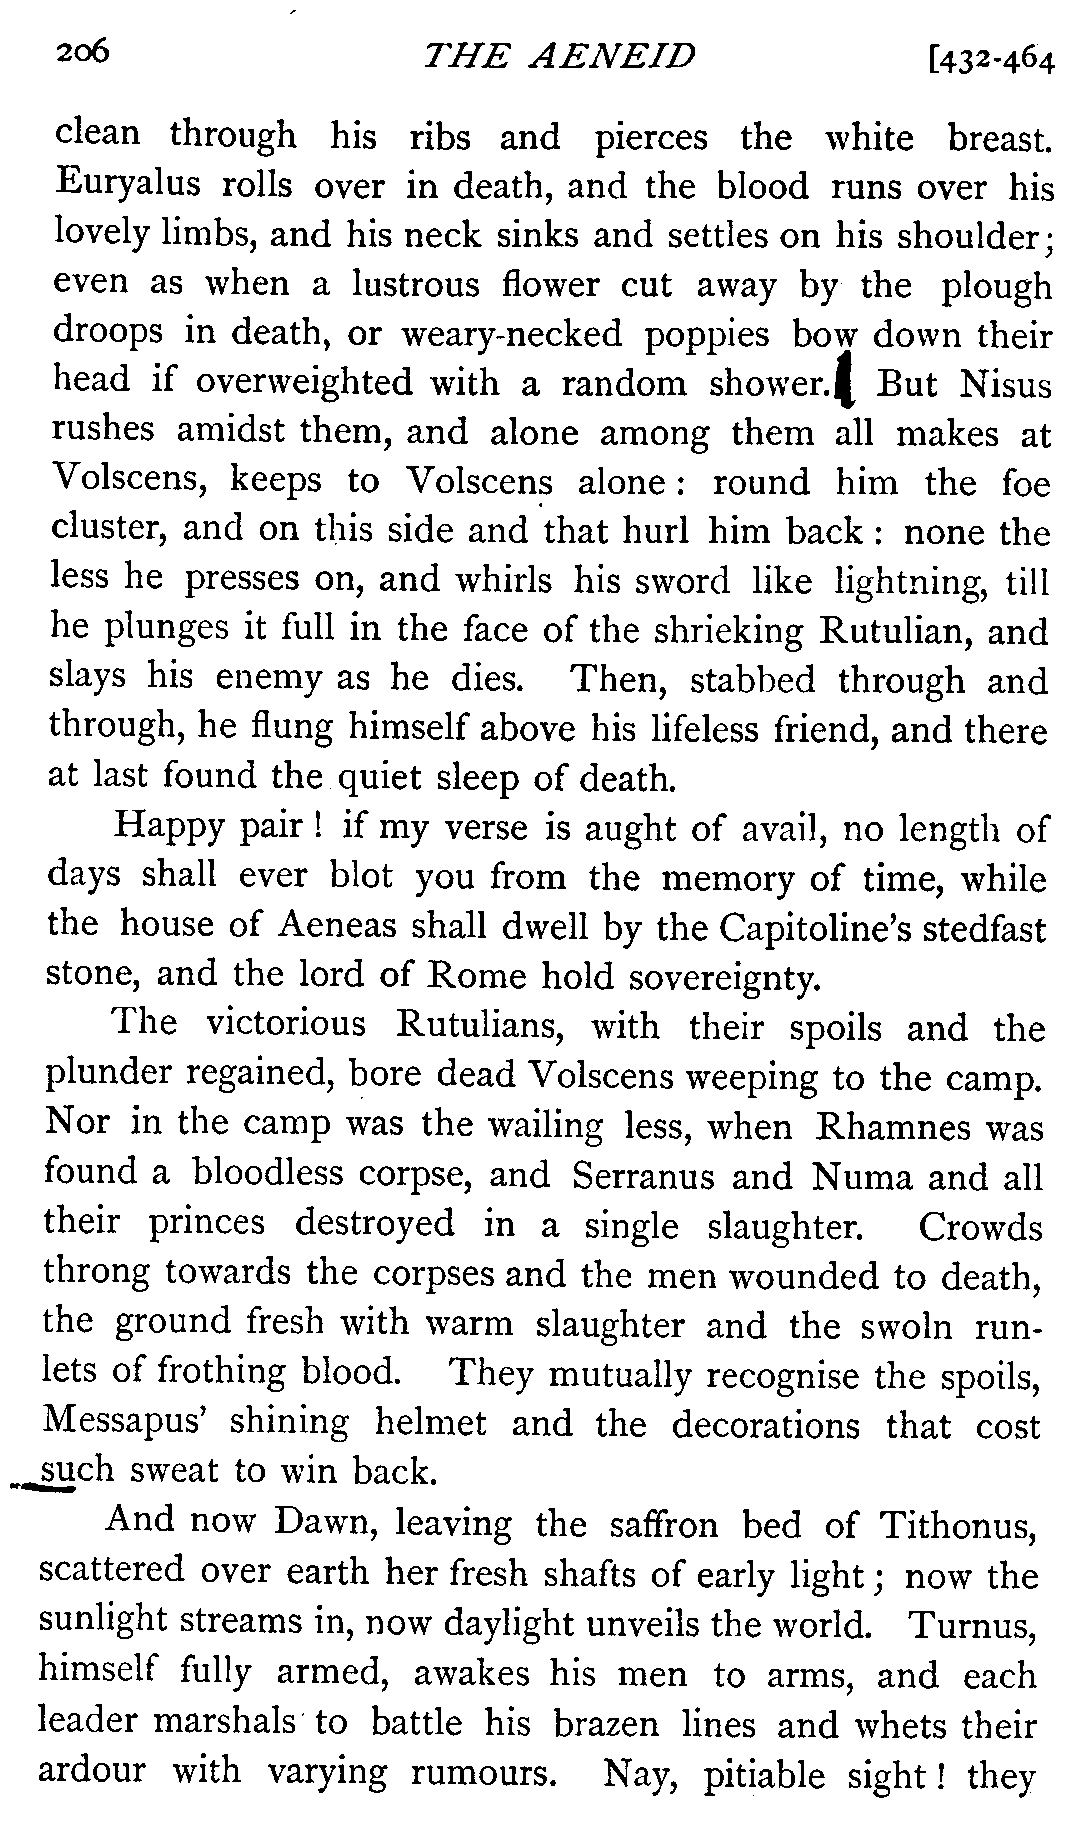 206 THE AENEID [432-464
clean through his ribs and pierces the white breast.
Euryalus rolls over in death, and the blood runs over his
lovely limbs, and his neck sinks and settles on his shoulder;
even as when a lustrous flower cut away by the plough
droops in death, or weary-necked poppies bow down their
head if overweighted with a random shower. But Nisus
rushes amidst them, and alone among them all makes at
Volscens, keeps to Volscens alone: round him the foe
cluster, and on this side and that hurl him back: none the
less he presses on, and whirls his sword like lightning, till
he plunges it full in the face of the shrieking Rutulian, and
slays his enemy as he dies. Then, stabbed through and
through, he flung himself above his lifeless friend, and there
at last found the quiet sleep of death.
Happy pair! if my verse is aught of avail, no length of
days shall ever blot you from the memory of time, while
the house of Aeneas shall dwell by the Capitoline's stedfast
stone, and the lord of Rome hold sovereignty.
The victorious Rutulians, with their spoils and the
plunder regained, bore dead Volscens weeping to the camp.
Nor in the camp was the wailing less, when Rhamnes was
found a bloodless corpse, and Serranus and Numa and all
their princes destroyed in a single slaughter. Crowds
throng towards the corpses and the men wounded to death,
the ground fresh with warm slaughter and the swoln run-
lets of frothing blood. They mutually recognise the spoils,
Messapus' shining helmet and the decorations that cost
such sweat to win back.
And now Dawn, leaving the saffron bed of Tithonus,
scattered over earth her fresh shafts of early light; now the
sunlight streams in, now daylight unveils the world. Turnus,
himself fully armed, awakes his men to arms, and each
leader marshals to battle his brazen lines and whets their
ardour with varying rumours. Nay, pitiable sight! they